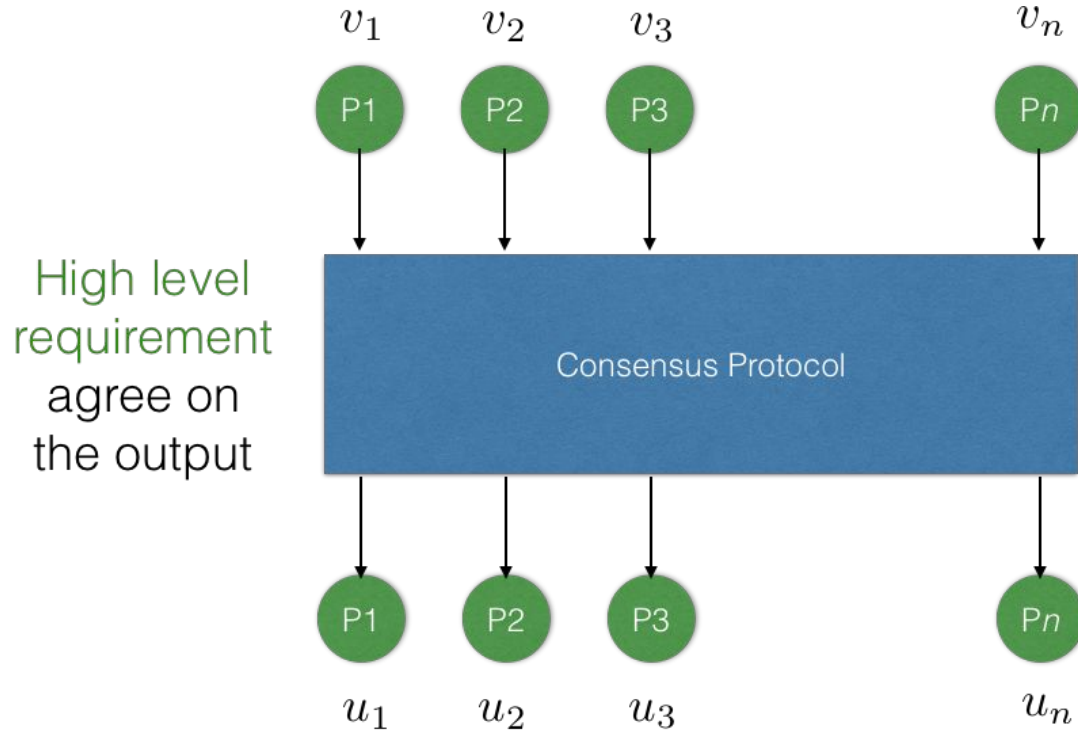 v1 v2 v3 vn
P1 P2 P3 Pn
High level
requirement
agree on
the output
Consensus Protocol
P1 P2 P3 Pn
u1 u2 u3 un